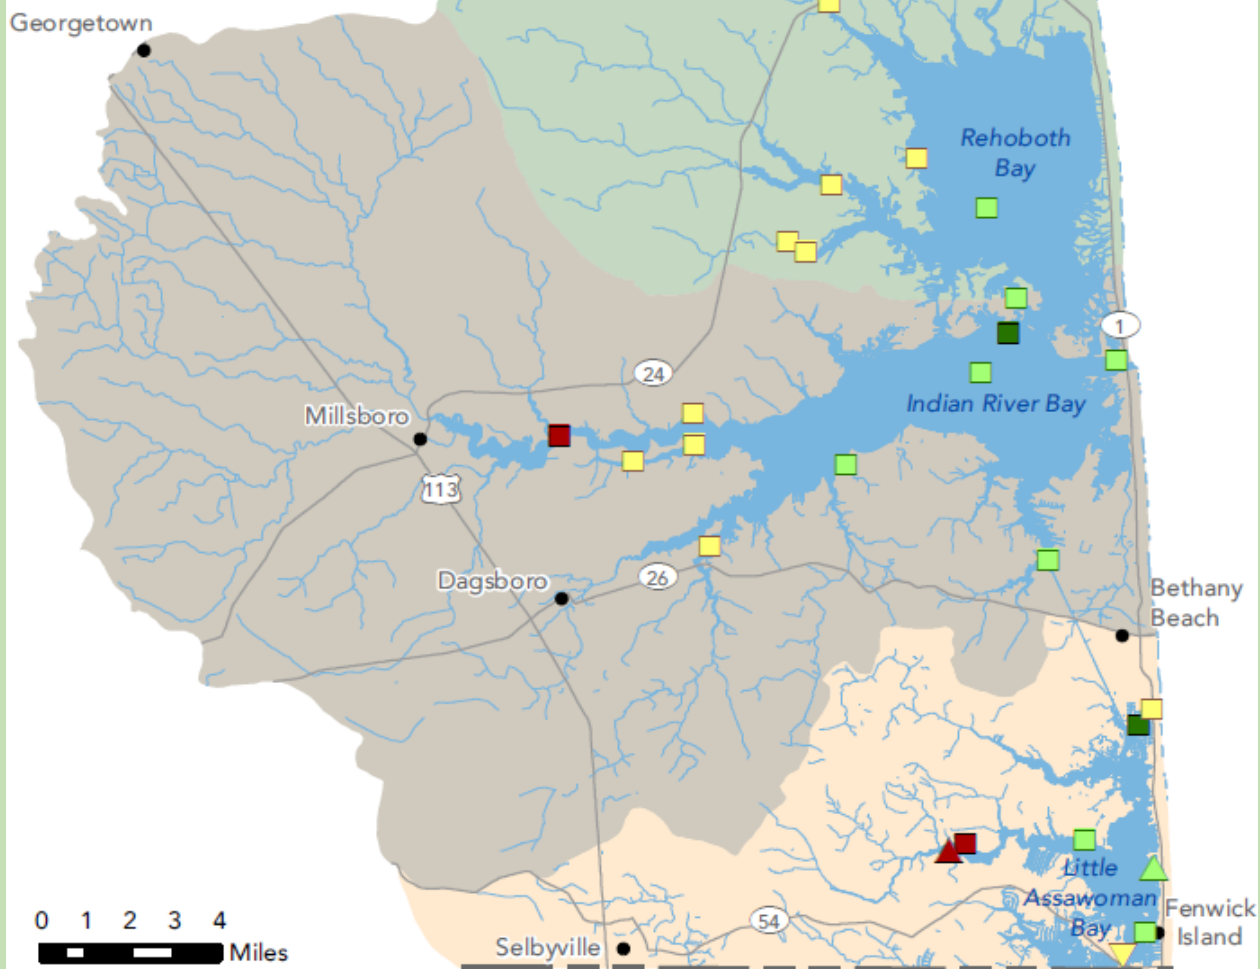 Georgetown
Rehoboth
Bay
1
24
Indian River Bay
Millsboro
113
Dagsboro
26
Bethany
Beach
Little
Assawoman
Bay
Fenwick
Island
54
Selbyville
0 1 2 3 4
Miles